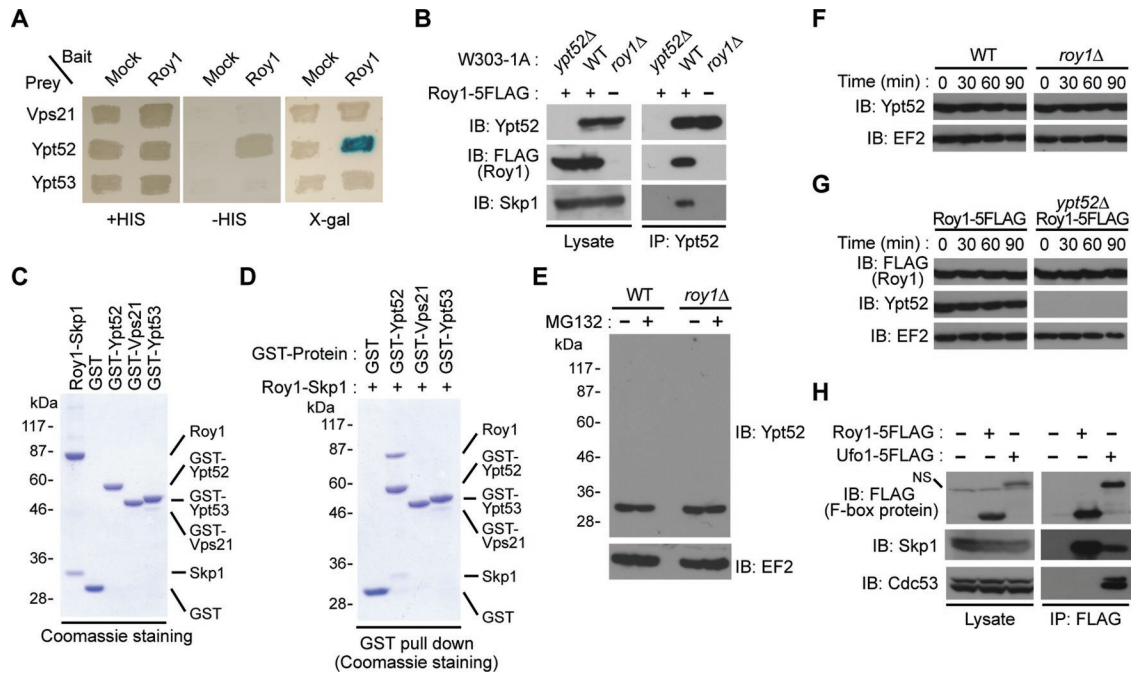 A
Bait
Prey
Mock
Roy1
Mock
Roy1
Mock
Roy1
Vps21
Ypt52
Ypt53
+HIS
-HIS
X-gal
B
W303-1A :
ypt52Δ
WT
roy1Δ
ypt52Δ
WT
roy1Δ
Roy1-5FLAG : + + − + + −
IB: Ypt52
IB: FLAG
(Roy1)
IB: Skp1
Lysate
IP: Ypt52
C
Roy1-Skp1
GST
GST-Ypt52
GST-Vps21
GST-Ypt53
kDa
117-
87-
60-
46-
36-
28-
Roy1
GST-
Ypt52
GST-
Ypt53
GST-
Vps21
Skp1
GST
Coomassie staining
D
GST-Protein :
GST
GST-Ypt52
GST-Vps21
GST-Ypt53
Roy1-Skp1 : + + + +
kDa
117-
87-
60-
46-
36-
28-
Roy1
GST-
Ypt52
GST-
Ypt53
GST-
Vps21
Skp1
GST
GST pull down
(Coomassie staining)
E
WT
roy1Δ
MG132 : − + − +
kDa
117-
87-
60-
46-
36-
28-
IB: Ypt52
IB: EF2
F
WT
roy1Δ
Time (min) : 0 30 60 90 0 30 60 90
IB: Ypt52
IB: EF2
G
Roy1-5FLAG
ypt52Δ
Roy1-5FLAG
Time (min) : 0 30 60 90 0 30 60 90
IB: FLAG
(Roy1)
IB: Ypt52
IB: EF2
H
Roy1-5FLAG : − + − − + −
Ufo1-5FLAG : − − + − − +
NS
IB: FLAG
(F-box protein)
IB: Skp1
IB: Cdc53
Lysate
IP: FLAG